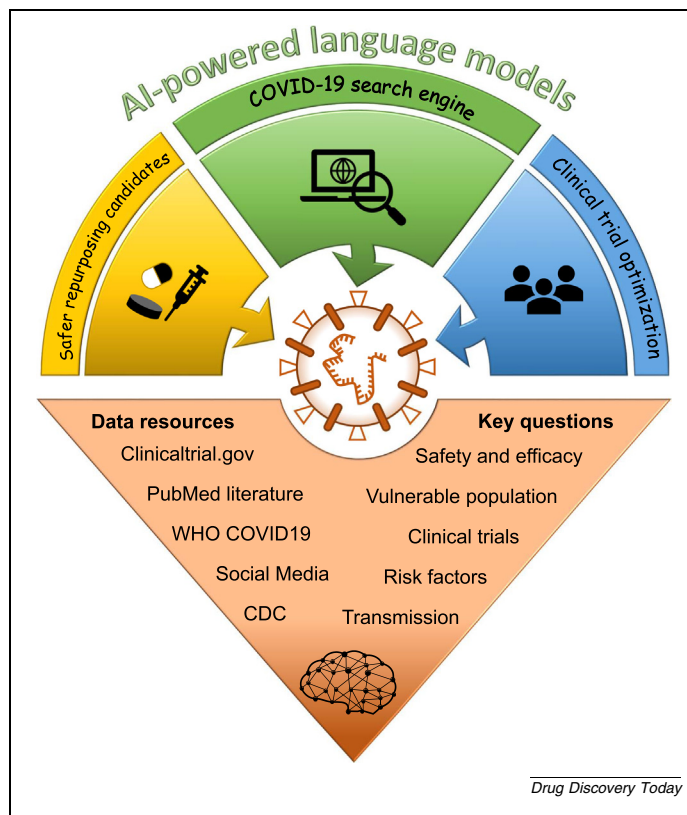 AI-powered language models
COVID-19 search engine
Safer repurposing candidates
Clinical trial optimization
Data resources
Clinicaltrial.gov
PubMed literature
WHO COVID19
Social Media
CDC
Key questions
Safety and efficacy
Vulnerable population
Clinical trials
Risk factors
Transmission
Drug Discovery Today